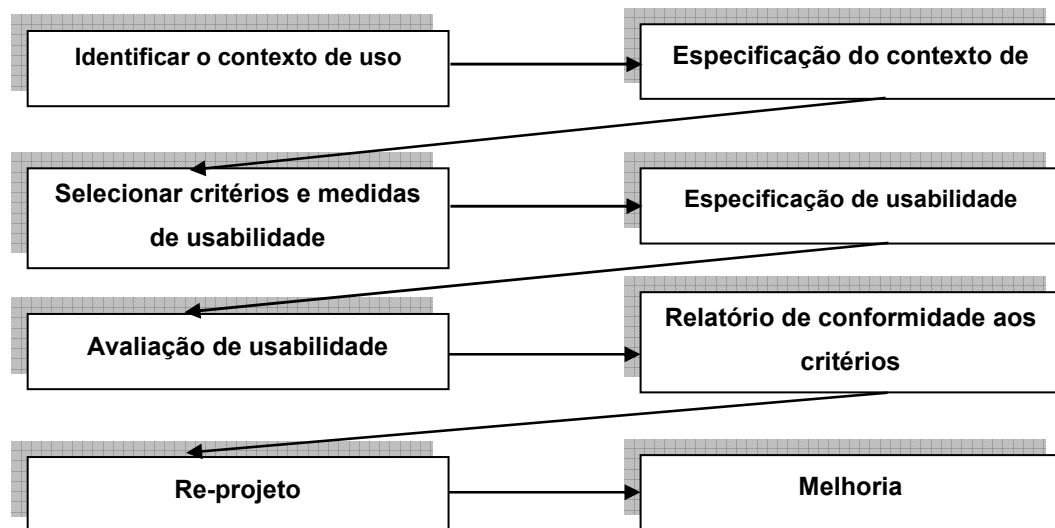 Identificar o contexto de uso
Especificação do contexto de
Selecionar critérios e medidas
de usabilidade
Especificação de usabilidade
Avaliação de usabilidade
Relatório de conformidade aos
critérios
Re-projeto
Melhoria